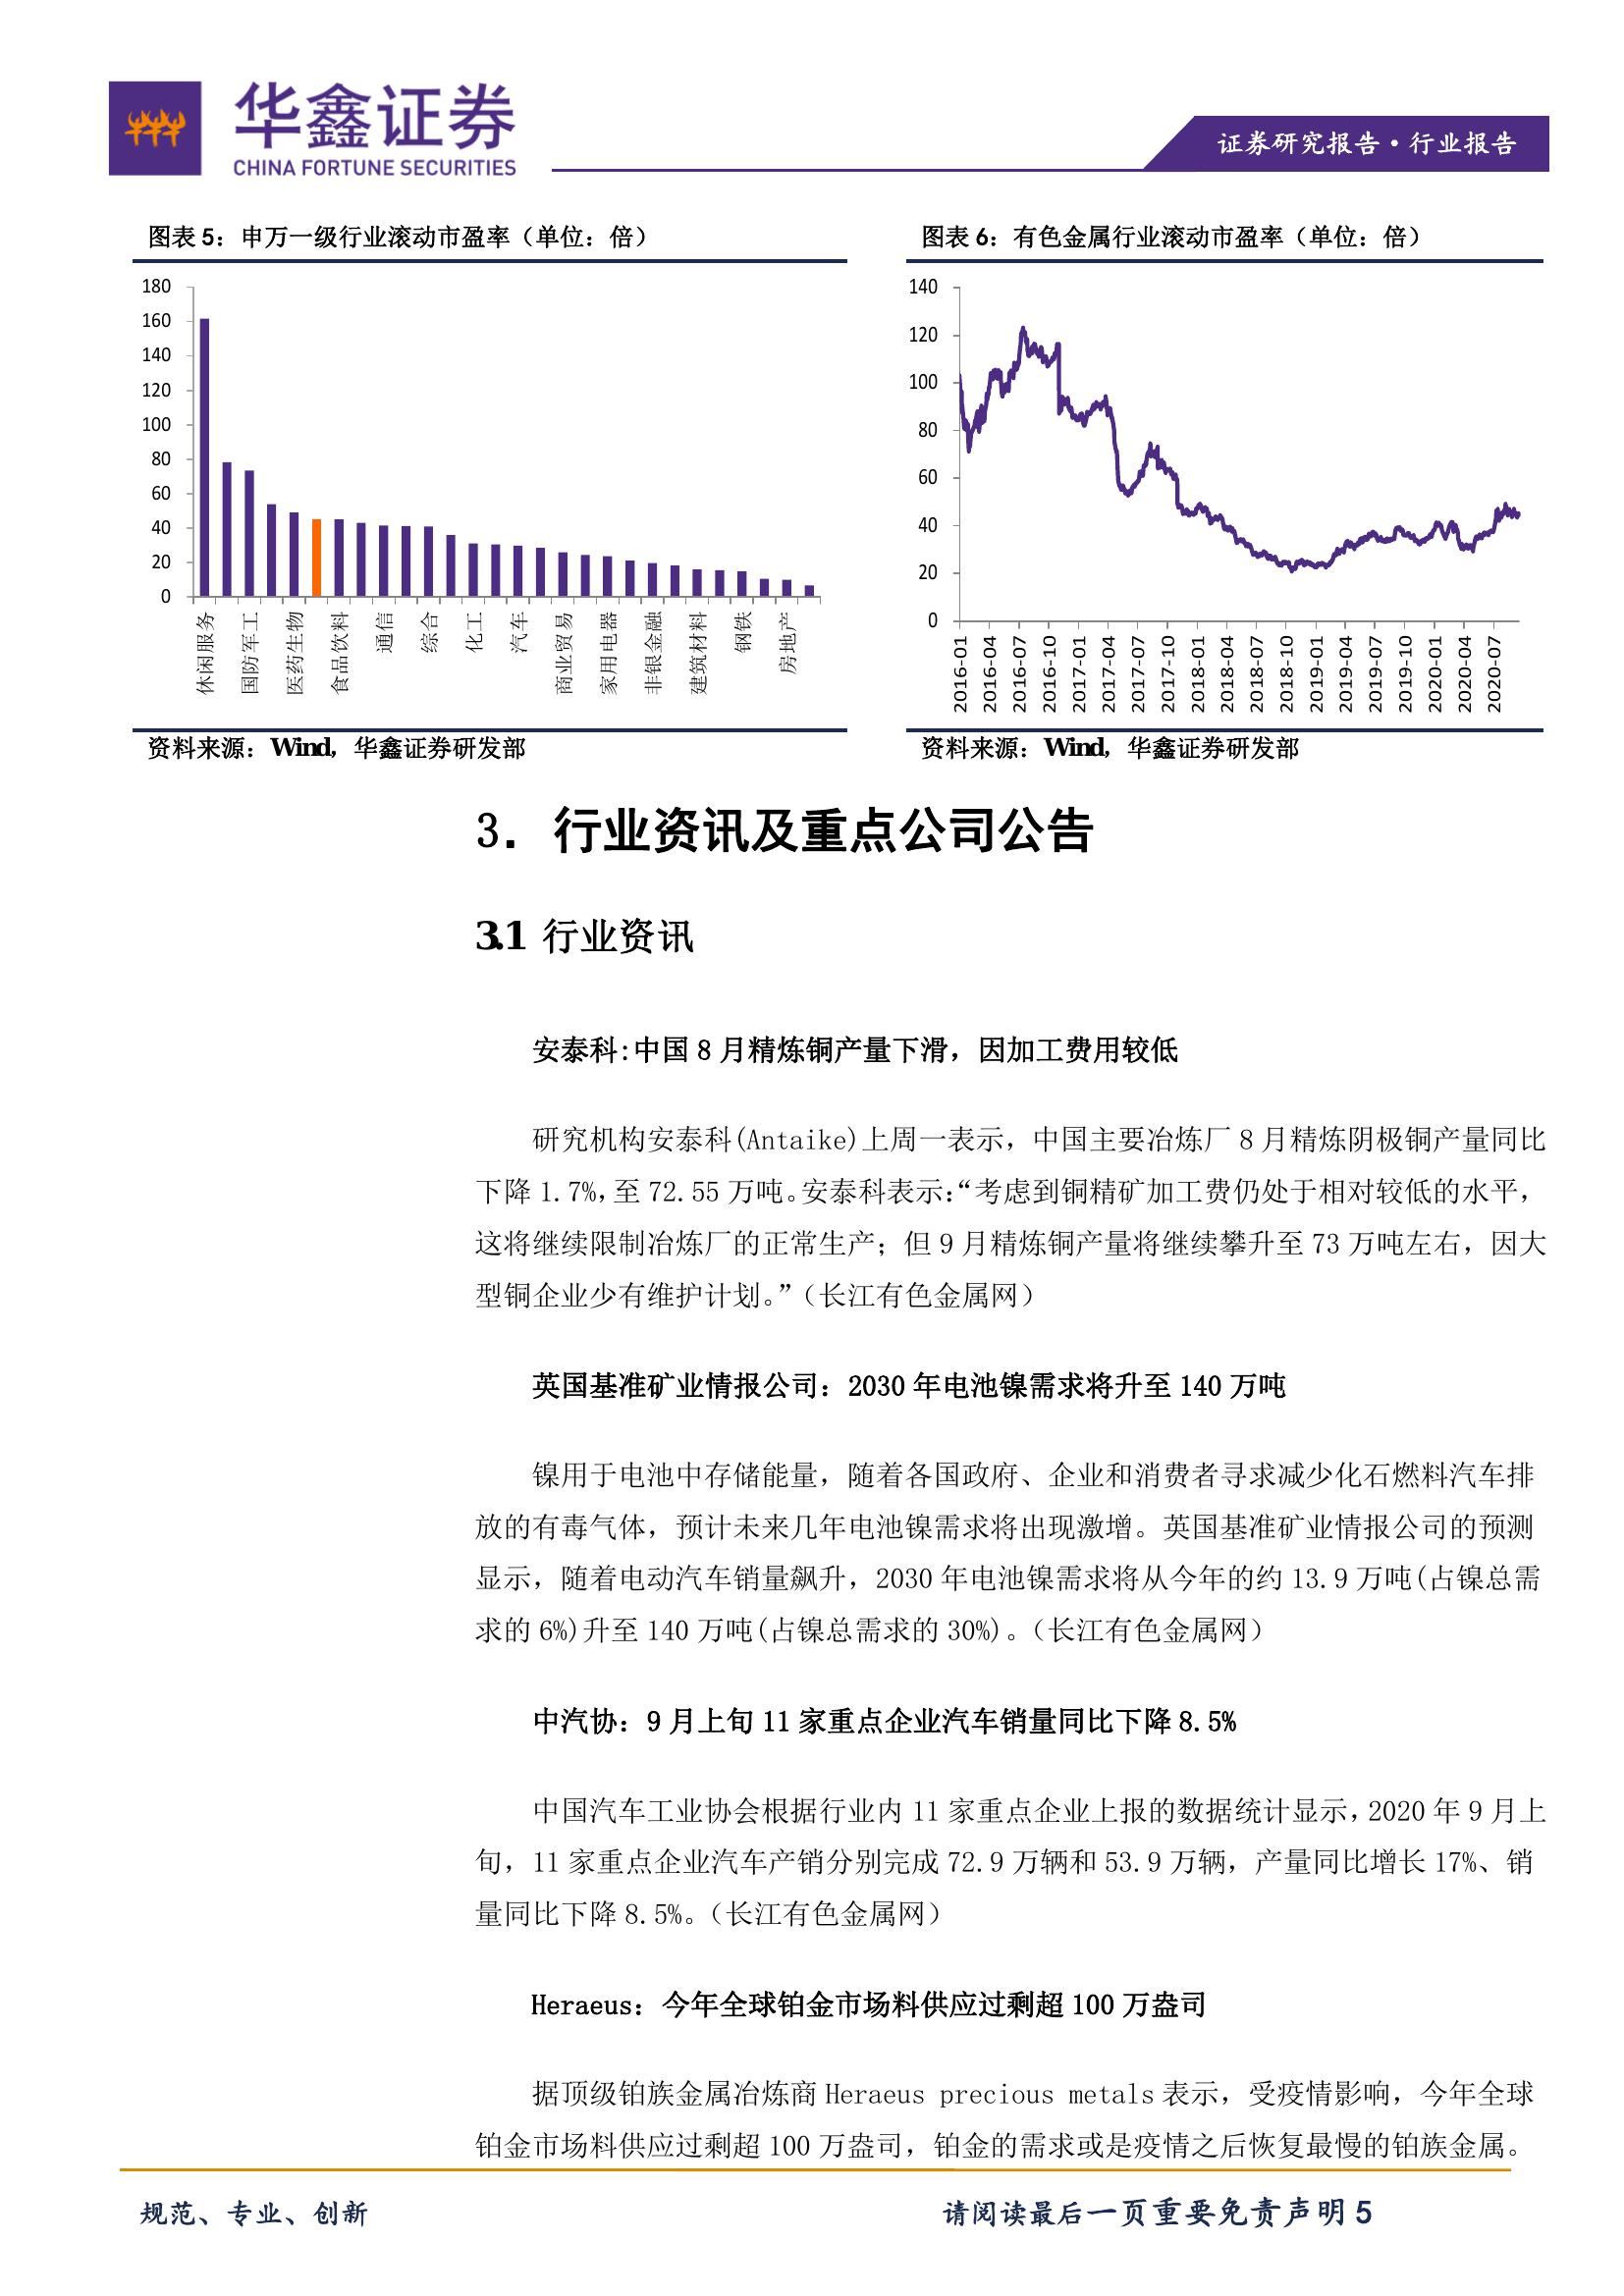 华鑫证券
CHINA FORTUNE SECURITIES
证券研究报告·行业报告
图表 5：申万一级行业滚动市盈率（单位：倍）
180
160
140
120
100
80
60
40
20
0
休闲服务
国防军工
医药生物
食品饮料
通信
综合
化工
汽车
商业贸易
家用电器
非银金融
建筑材料
钢铁
房地产
资料来源：Wind，华鑫证券研发部
图表 6：有色金属行业滚动市盈率（单位：倍）
140
120
100
80
60
40
20
0
2016-01
2016-04
2016-07
2016-10
2017-01
2017-04
2017-07
2017-10
2018-01
2018-04
2018-07
2018-10
2019-01
2019-04
2019-07
2019-10
2020-01
2020-04
2020-07
资料来源：Wind，华鑫证券研发部
3．行业资讯及重点公司公告
3.1 行业资讯
安泰科:中国 8 月精炼铜产量下滑，因加工费用较低
研究机构安泰科(Antaike)上周一表示，中国主要冶炼厂 8 月精炼阴极铜产量同比
下降 1.7%，至 72.55 万吨。安泰科表示：“考虑到铜精矿加工费仍处于相对较低的水平，
这将继续限制冶炼厂的正常生产；但 9 月精炼铜产量将继续攀升至 73 万吨左右，因大
型铜企业少有维护计划。”（长江有色金属网）
英国基准矿业情报公司：2030 年电池镍需求将升至 140 万吨
镍用于电池中存储能量，随着各国政府、企业和消费者寻求减少化石燃料汽车排
放的有毒气体，预计未来几年电池镍需求将出现激增。英国基准矿业情报公司的预测
显示，随着电动汽车销量飙升，2030 年电池镍需求将从今年的约 13.9 万吨(占镍总需
求的 6%)升至 140 万吨(占镍总需求的 30%)。（长江有色金属网）
中汽协：9 月上旬 11 家重点企业汽车销量同比下降 8.5%
中国汽车工业协会根据行业内 11 家重点企业上报的数据统计显示，2020 年 9 月上
旬，11 家重点企业汽车产销分别完成 72.9 万辆和 53.9 万辆，产量同比增长 17%、销
量同比下降 8.5%。（长江有色金属网）
Heraeus：今年全球铂金市场料供应过剩超 100 万盎司
据顶级铂族金属冶炼商 Heraeus precious metals 表示，受疫情影响，今年全球
铂金市场料供应过剩超 100 万盎司，铂金的需求或是疫情之后恢复最慢的铂族金属。
规范、专业、创新
请阅读最后一页重要免责声明 5